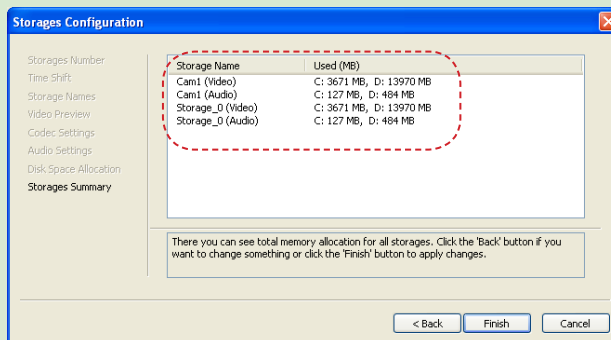 Storages Configuration
Storages Number
Time Shift
Storage Names
Video Preview
Codec Settings
Audio Settings
Disk Space Allocation
Storages Summary
Storage Name Used (MB)
Cam1 (Video) C: 3671 MB, D: 13970 MB
Cam1 (Audio) C: 127 MB, D: 484 MB
Storage_0 (Video) C: 3671 MB, D: 13970 MB
Storage_0 (Audio) C: 127 MB, D: 484 MB
There you can see total memory allocation for all storages. Click the 'Back' button if you
want to change something or click the 'Finish' button to apply changes.
< Back Finish Cancel